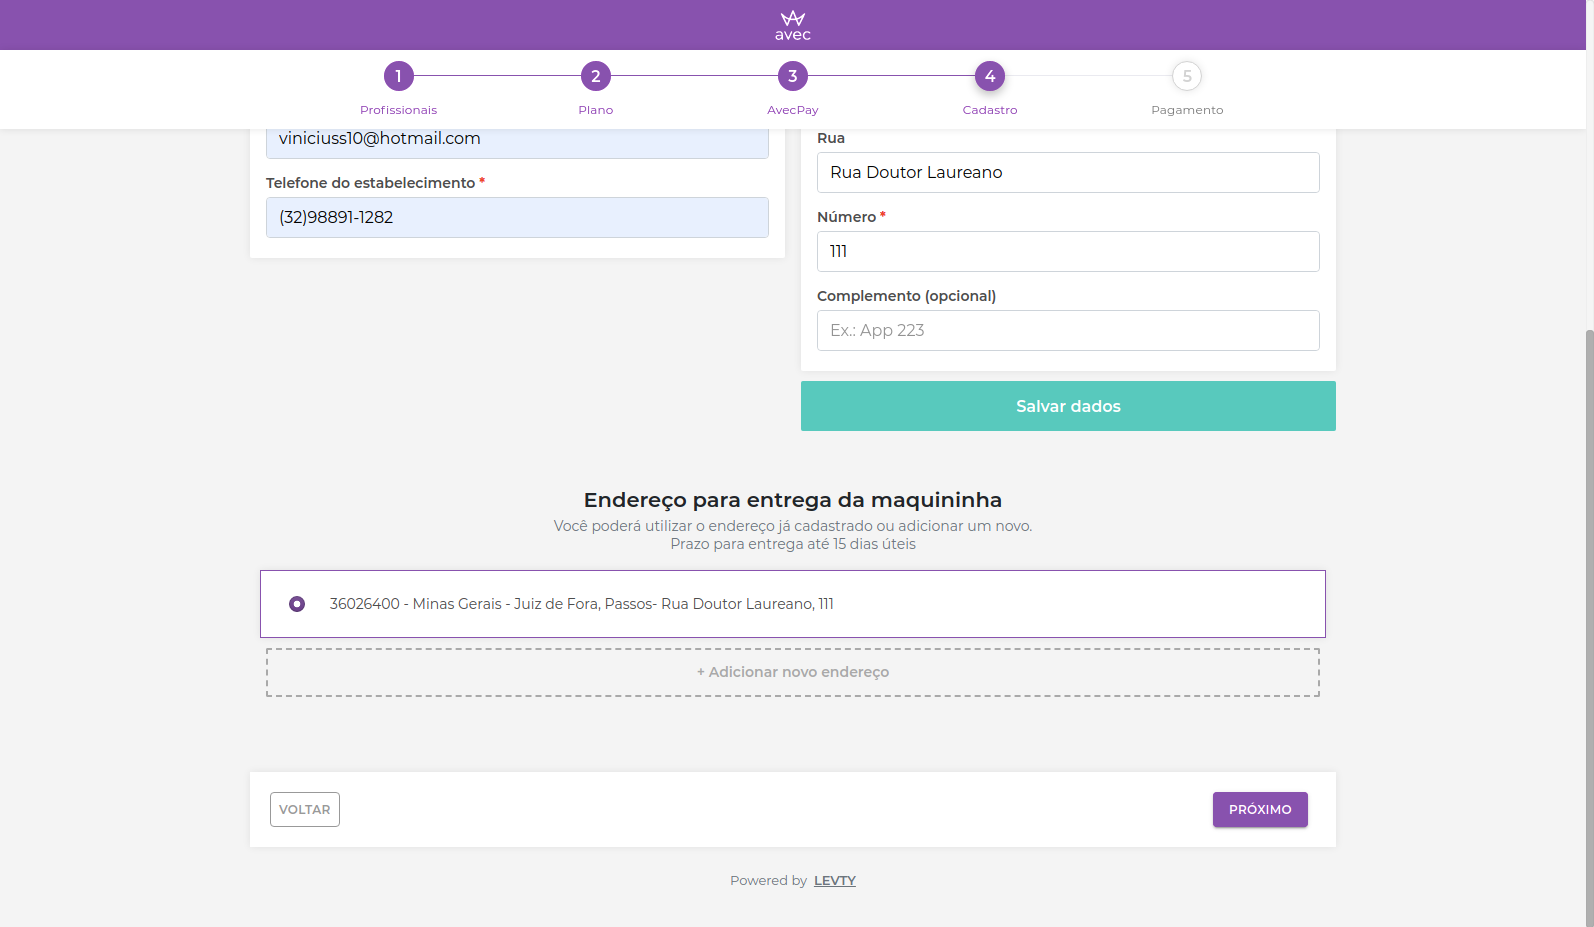 avec
1
2
3
4
5
Profissionais
Plano
AvecPay
Cadastro
Pagamento
viniciuss10@hotmail.com
Telefone do estabelecimento *
(32)98891-1282
Rua
Rua Doutor Laureano
Número *
111
Complemento (opcional)
Ex.: App 223
Salvar dados
Endereço para entrega da maquininha
Você poderá utilizar o endereço já cadastrado ou adicionar um novo.
Prazo para entrega até 15 dias úteis
36026400 - Minas Gerais - Juiz de Fora, Passos- Rua Doutor Laureano, 111
+ Adicionar novo endereço
VOLTAR
PRÓXIMO
Powered by LEVTY